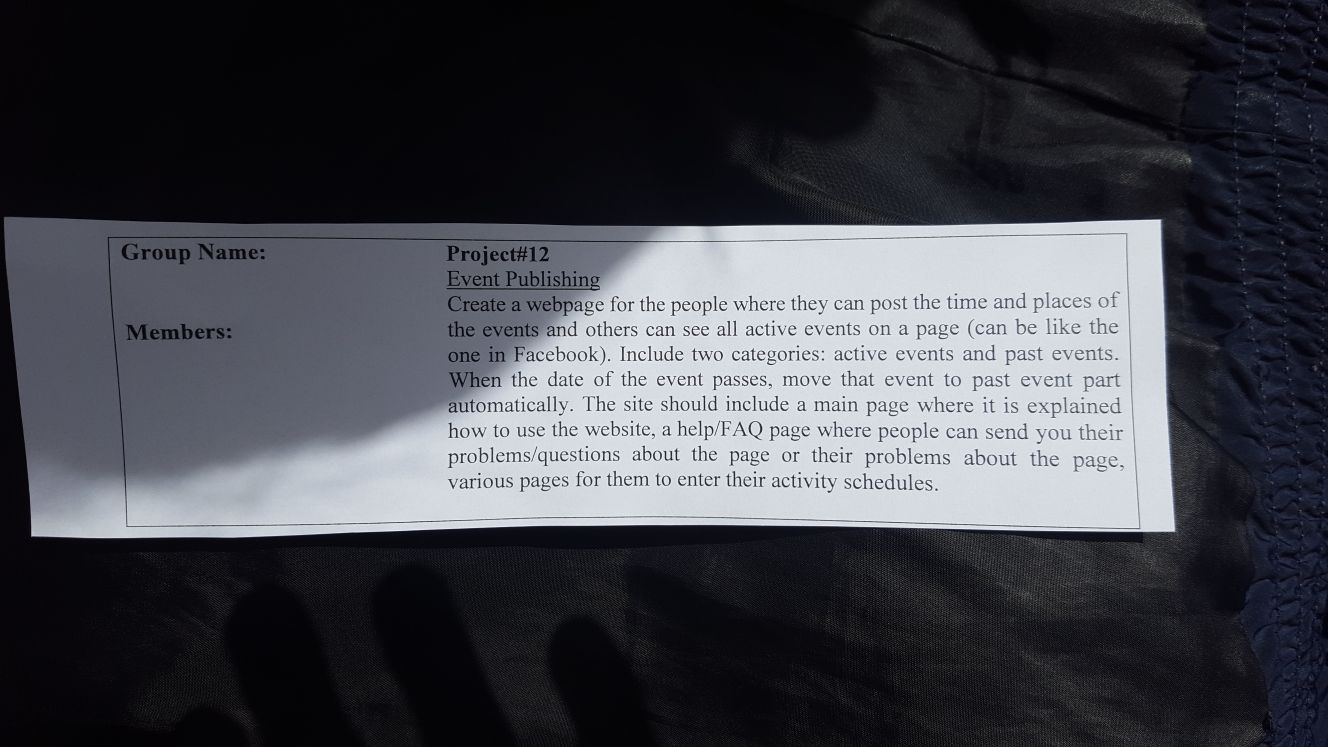 Group Name:
Project#12
Event Publishing
Create a webpage for the people where they can post the time and places of
Members:
the events and others can see all active events on a page (can be like the
one in Facebook). Include two categories: active events and past events.
When the date of the event passes, move that event to past event part
automatically. The site should include a main page where it is explained
how to use the website, a help/FAQ page where people can send you their
problems/questions about the page or their problems about the page,
various pages for them to enter their activity schedules.